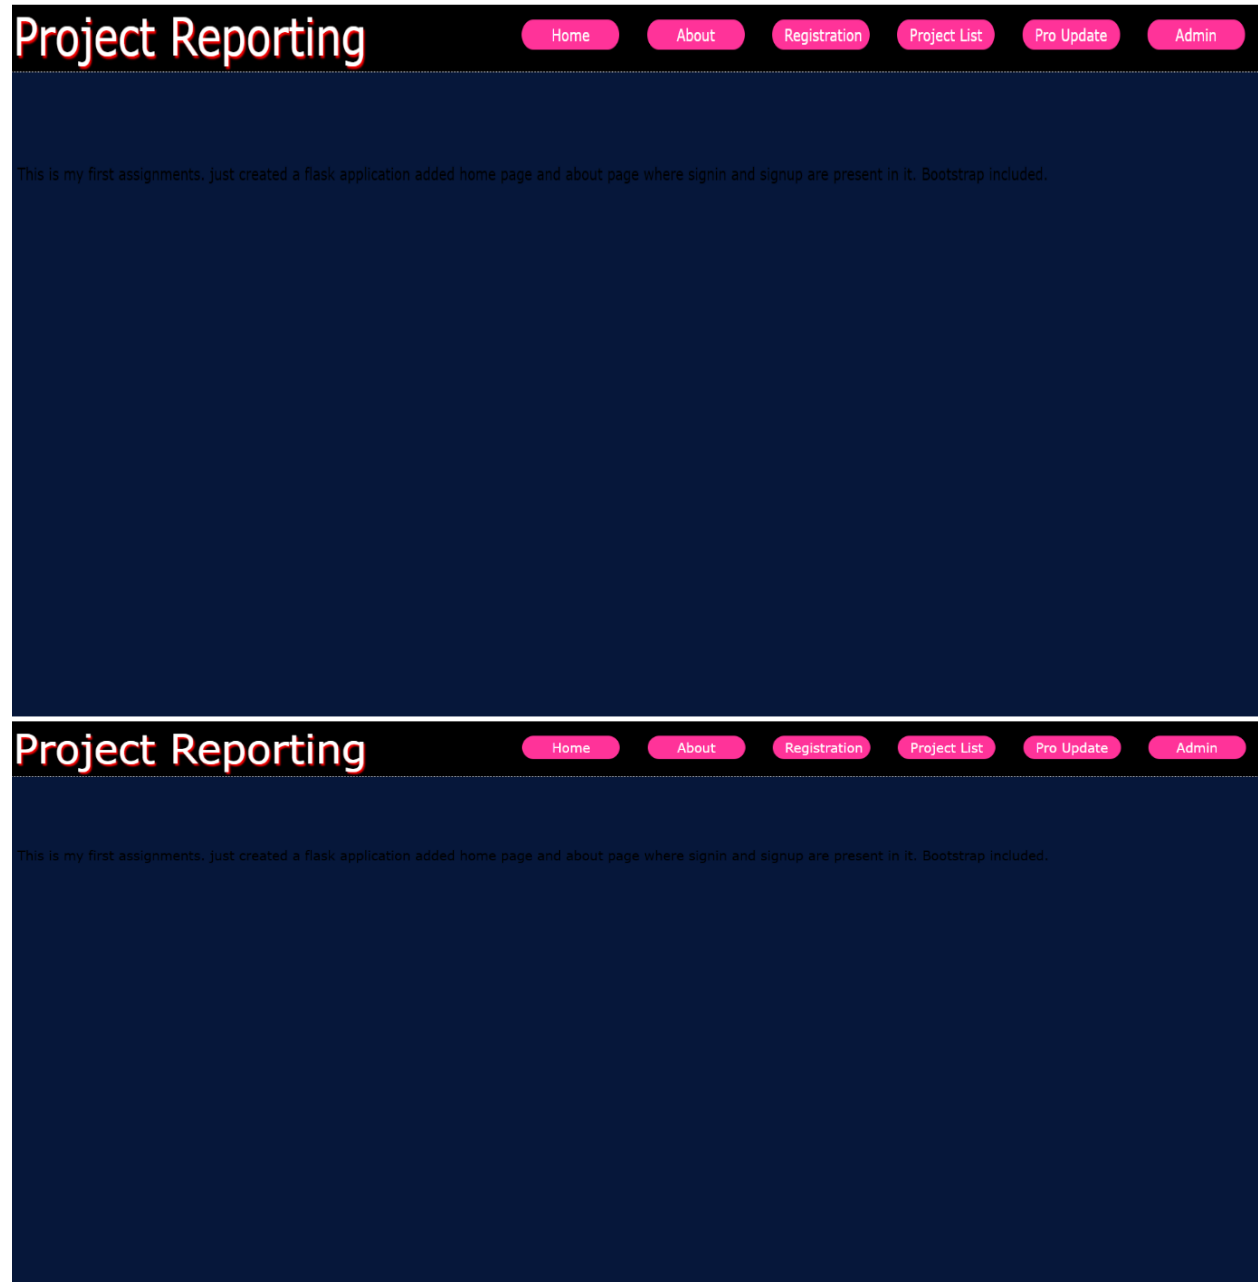 Project Reporting
Home About Registration Project List Pro Update Admin
This is my first assignments. just created a flask application added home page and about page where signin and signup are present in it. Bootstrap included.
Project Reporting
Home About Registration Project List Pro Update Admin
This is my first assignments. just created a flask application added home page and about page where signin and signup are present in it. Bootstrap included.